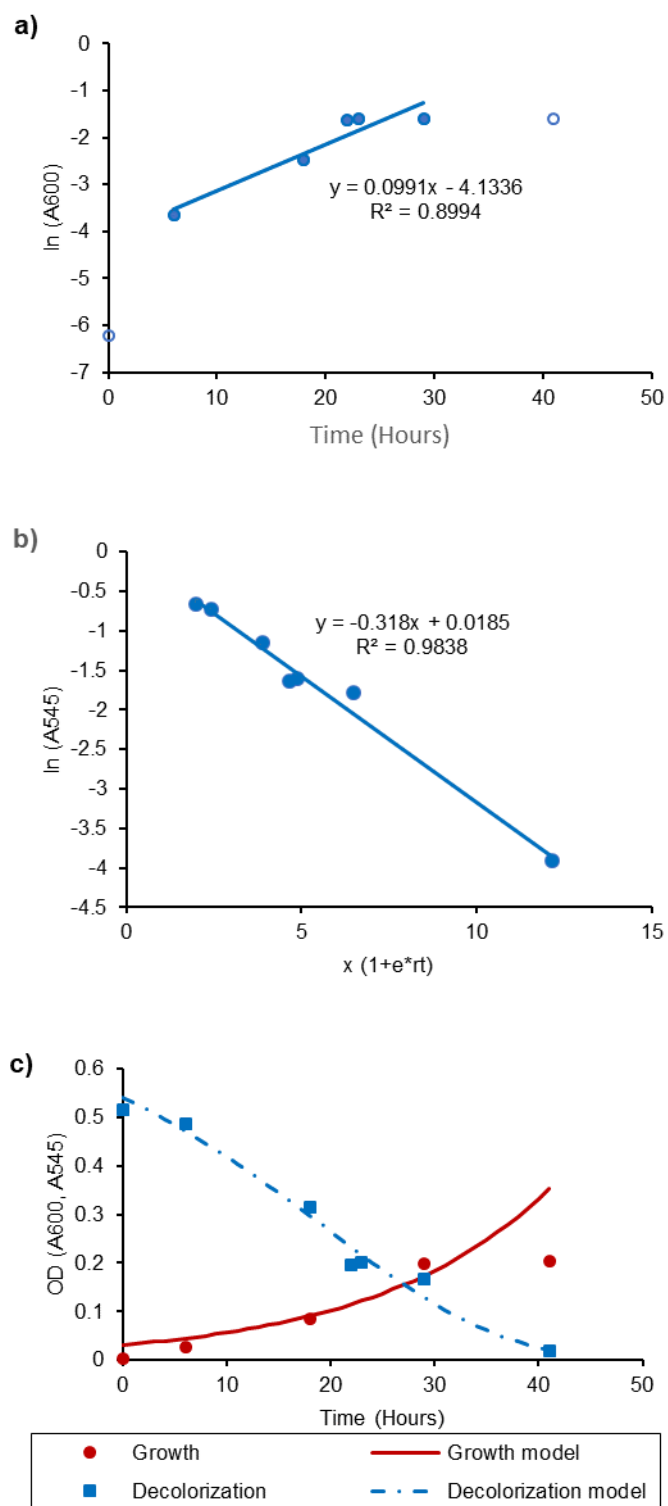 a)
0
-1
-2
-3
-4
-5
-6
-7
ln (A600)
y = 0.0991x - 4.1336
R² = 0.8994
0 10 20 30 40 50
Time (Hours)
b)
0
-0.5
-1
-1.5
-2
-2.5
-3
-3.5
-4
-4.5
ln (A545)
y = -0.318x + 0.0185
R² = 0.9838
0 5 10 15
x (1+e*rt)
c)
0.6
0.5
0.4
0.3
0.2
0.1
0
OD (A600, A545)
0 10 20 30 40 50
Time (Hours)
Growth Growth model
Decolorization Decolorization model